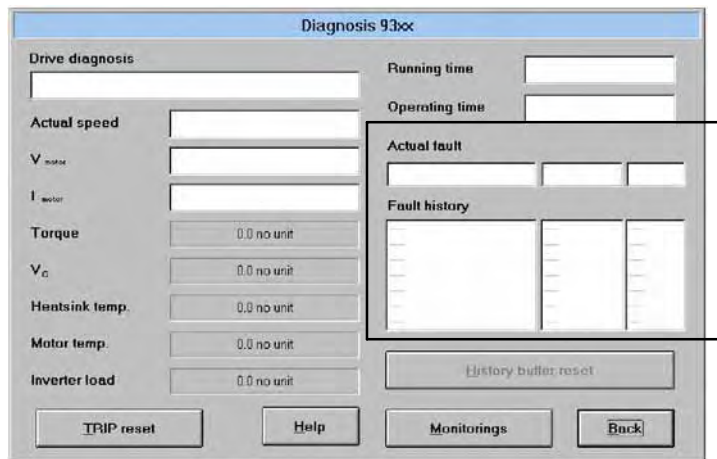 Diagnosis 93xx
Drive diagnosis
Running time
Operating time
Actual speed
V motor
I motor
Actual fault
Fault history
Torque 0.0 no unit
VG 0.0 no unit
Heatsink temp. 0.0 no unit
Motor temp. 0.0 no unit
Inverter load 0.0 no unit
History buffer reset
TRIP reset
Help
Monitorings
Back